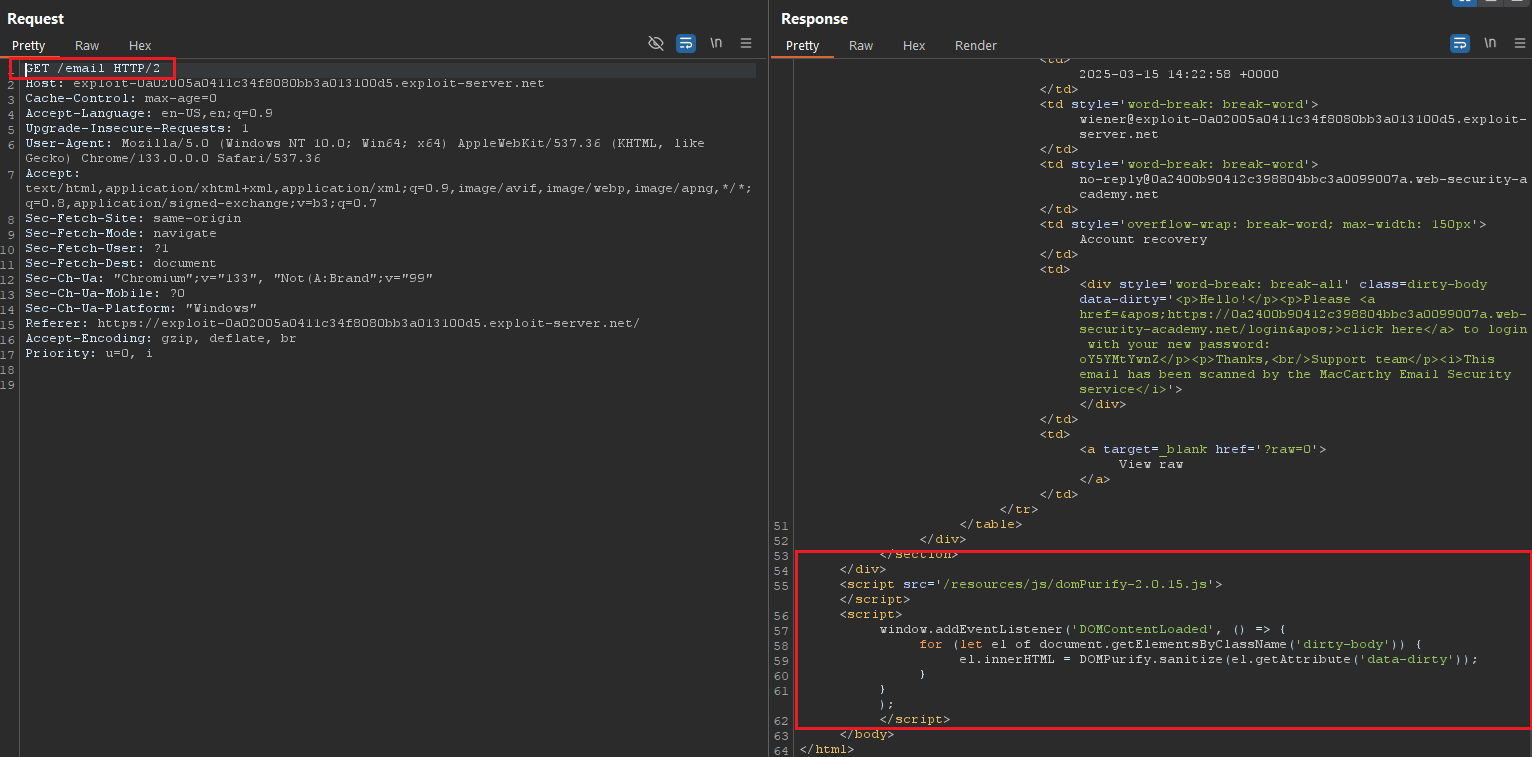 Request
Pretty Raw Hex
\n
1 GET /email HTTP/2
2 Host: exploit-0a02005a0411c34f8080bb3a013100d5.exploit-server.net
3 Cache-Control: max-age=0
4 Accept-Language: en-US,en;q=0.9
5 Upgrade-Insecure-Requests: 1
6 User-Agent: Mozilla/5.0 (Windows NT 10.0; Win64; x64) AppleWebKit/537.36 (KHTML, like
Gecko) Chrome/133.0.0.0 Safari/537.36
7 Accept:
text/html,application/xhtml+xml,application/xml;q=0.9,image/avif,image/webp,image/apng,*/*;
q=0.8,application/signed-exchange;v=b3;q=0.7
8 Sec-Fetch-Site: same-origin
9 Sec-Fetch-Mode: navigate
10 Sec-Fetch-User: ?1
11 Sec-Fetch-Dest: document
12 Sec-Ch-Ua: "Chromium";v="133", "Not(A:Brand";v="99"
13 Sec-Ch-Ua-Mobile: ?0
14 Sec-Ch-Ua-Platform: "Windows"
15 Referer: https://exploit-0a02005a0411c34f8080bb3a013100d5.exploit-server.net/
16 Accept-Encoding: gzip, deflate, br
17 Priority: u=0, i
18
19
Response
Pretty Raw Hex Render
\n
<td>
2025-03-15 14:22:58 +0000
</td>
<td style='word-break: break-word'>
wiener@exploit-0a02005a0411c34f8080bb3a013100d5.exploit-
server.net
</td>
<td style='word-break: break-word'>
no-reply@0a2400b90412c398804bbc3a0099007a.web-security-a
cademy.net
</td>
<td style='overflow-wrap: break-word; max-width: 150px'>
Account recovery
</td>
<td>
<div style='word-break: break-all' class=dirty-body
data-dirty='<p>Hello!</p><p>Please <a
href=&apos;https://0a2400b90412c398804bbc3a0099007a.web-
security-academy.net/login&apos;>click here</a> to login
with your new password:
oY5YMtYwnZ</p><p>Thanks,<br/>Support team</p><i>This
email has been scanned by the MacCarthy Email Security
service</i>'>
</div>
</td>
<td>
<a target=_blank href='?raw=0'>
View raw
</a>
</td>
</tr>
51 </table>
52 </div>
53 </section>
54 </div>
55 <script src='/resources/js/domPurify-2.0.15.js'>
</script>
56 <script>
57 window.addEventListener('DOMContentLoaded', () => {
58 for (let el of document.getElementsByClassName('dirty-body')) {
59 el.innerHTML = DOMPurify.sanitize(el.getAttribute('data-dirty'));
60 }
61 }
);
62 </script>
63 </body>
64 </html>